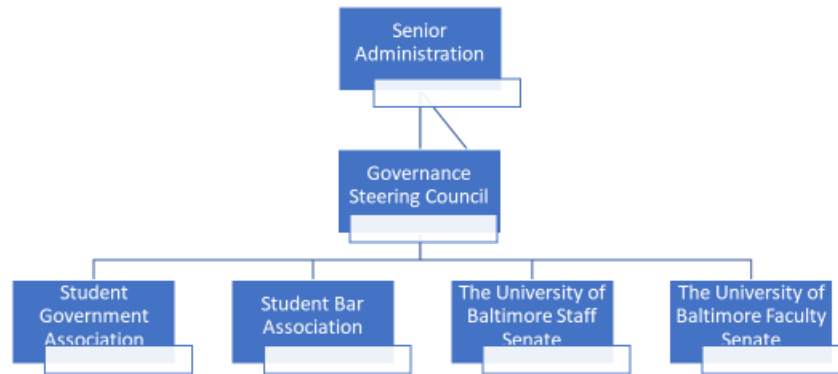 Senior
Administration
Governance
Steering Council
Student
Government
Association
Student Bar
Association
The University of
Baltimore Staff
Senate
The University of
Baltimore Faculty
Senate